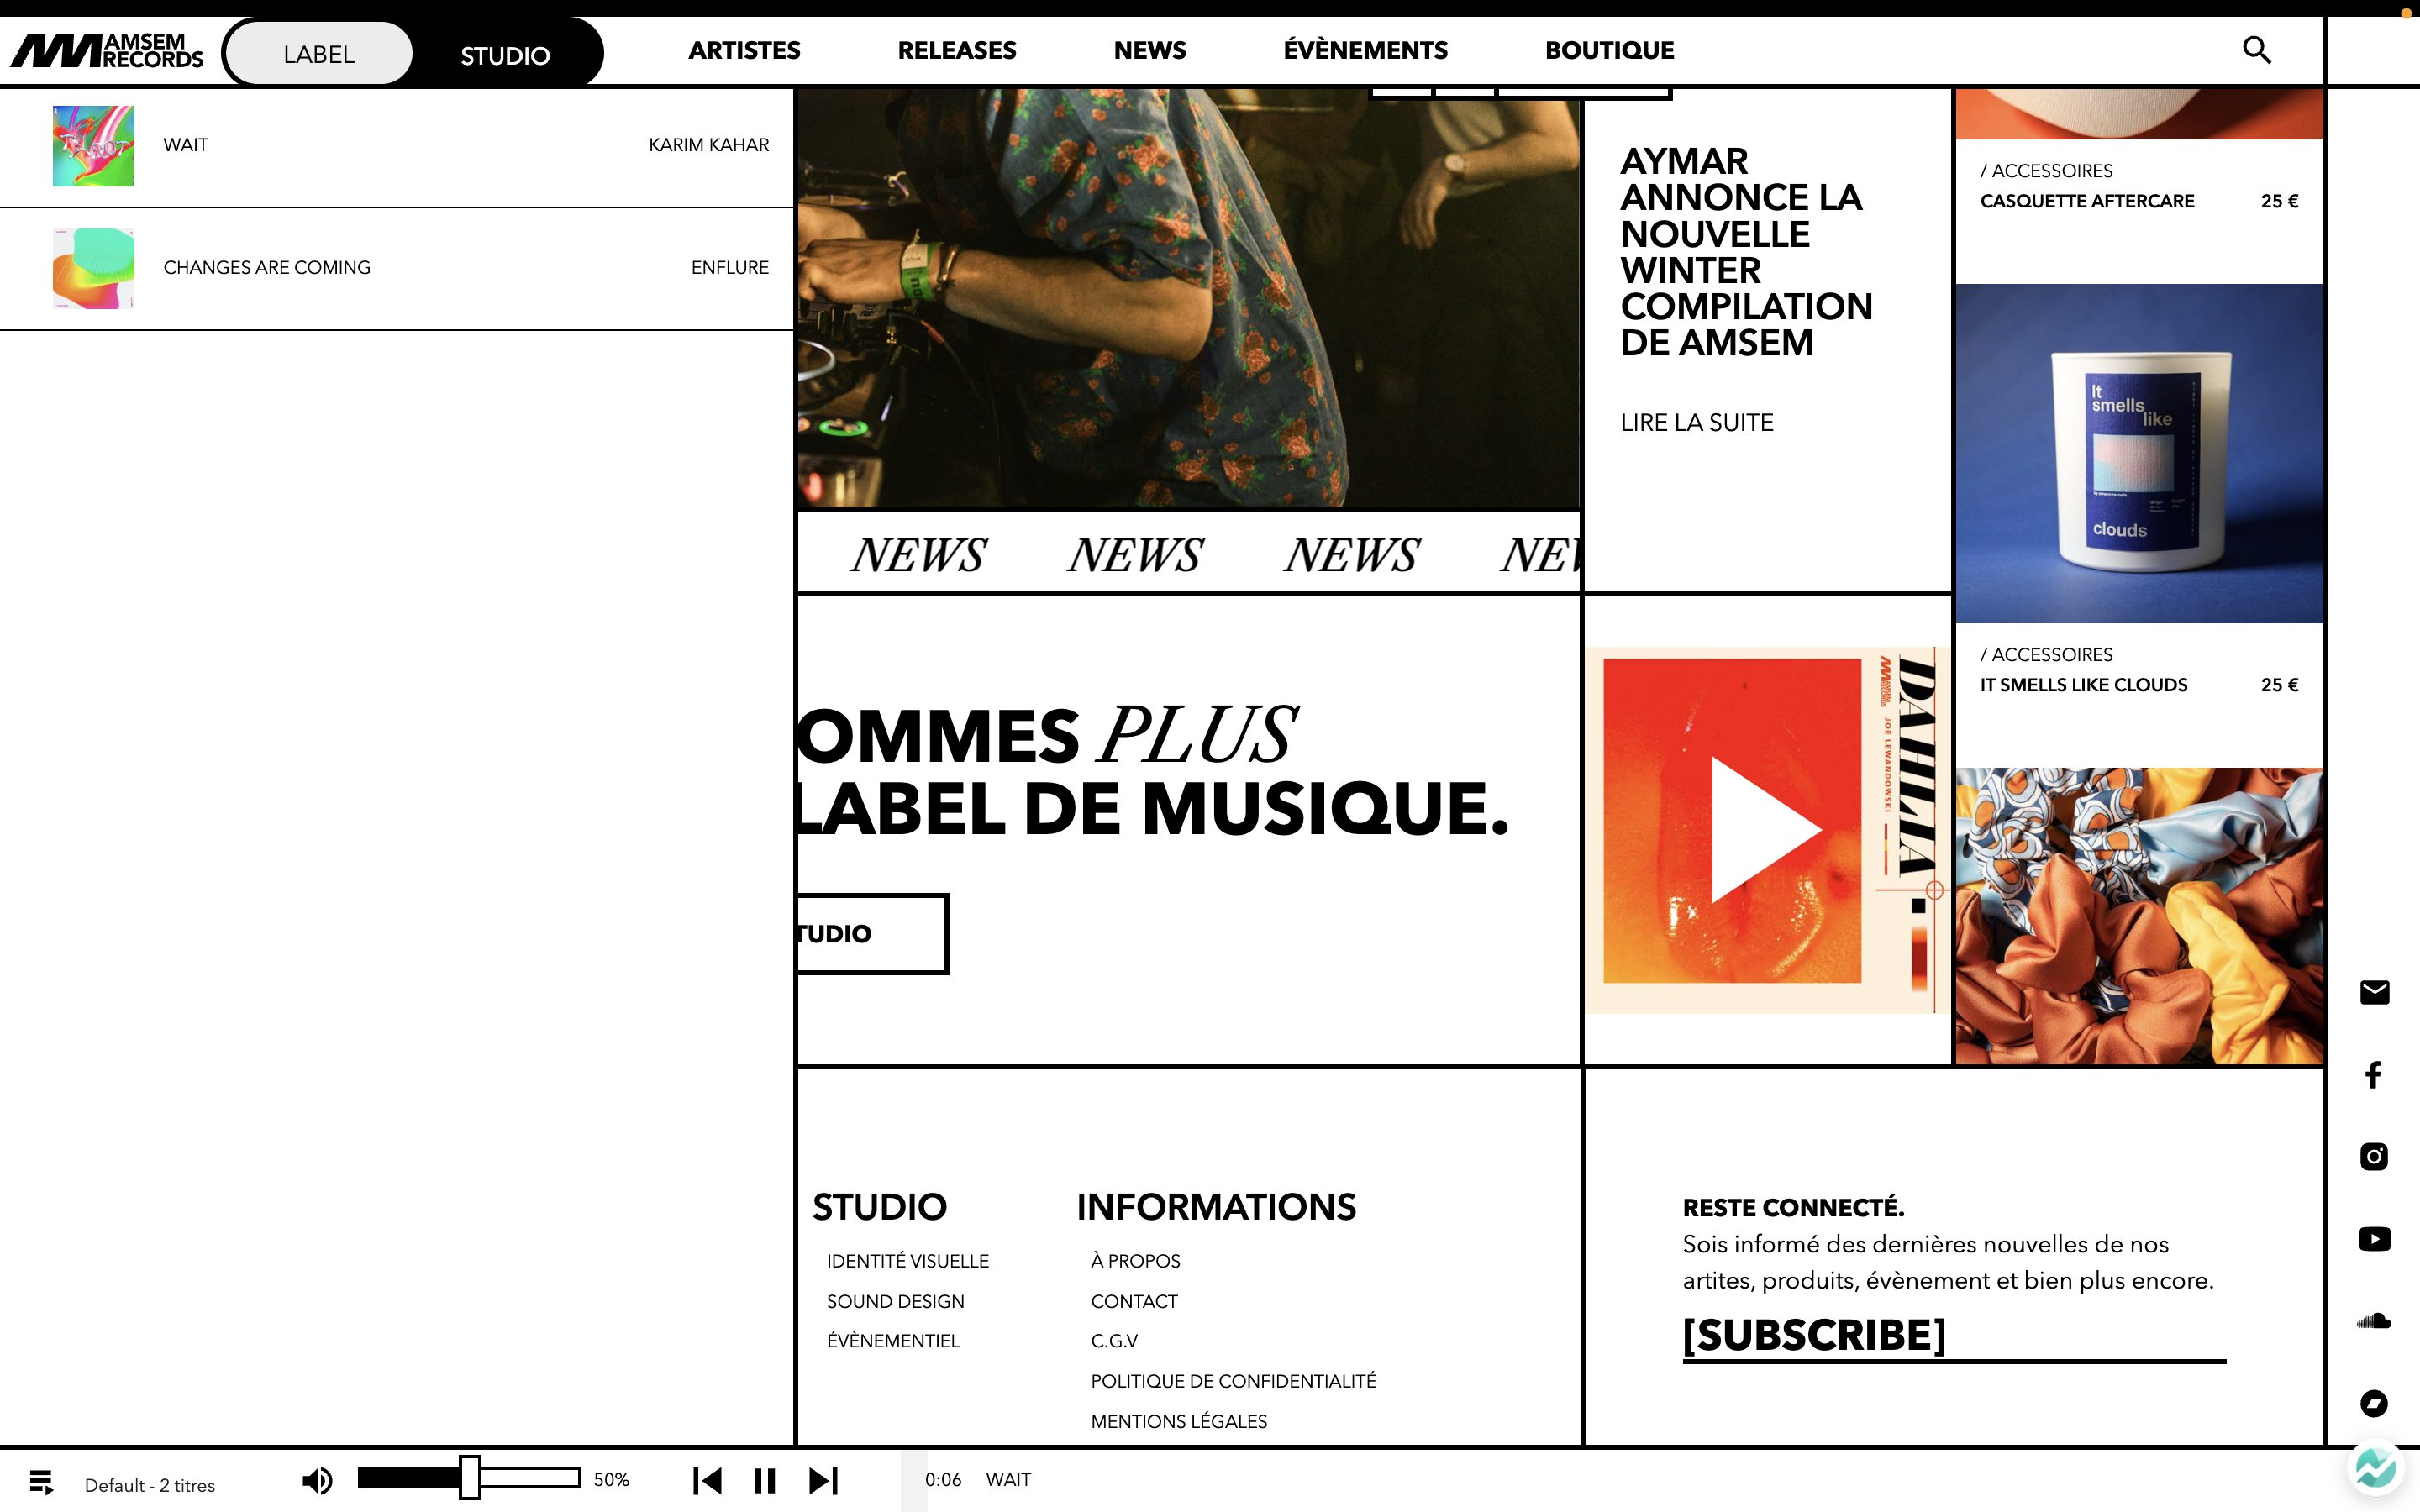 AMSEM
RECORDS
LABEL
STUDIO
ARTISTES
RELEASES
NEWS
ÉVÈNEMENTS
BOUTIQUE
WAIT
KARIM KAHAR
CHANGES ARE COMING
ENFLURE
NEWS NEWS NEWS NEW
OMMES PLUS
LABEL DE MUSIQUE.
TUDIO
AYMAR
ANNONCE LA
NOUVELLE
WINTER
COMPILATION
DE AMSEM
LIRE LA SUITE
DAHLIA
AMSEM
RECORDS
JOE LEWANDOWSKI
/ ACCESSOIRES
CASQUETTE AFTERCARE 25 €
It
smells
like
clouds
/ ACCESSOIRES
IT SMELLS LIKE CLOUDS 25 €
STUDIO
IDENTITÉ VISUELLE
SOUND DESIGN
ÉVÈNEMENTIEL
INFORMATIONS
À PROPOS
CONTACT
C.G.V
POLITIQUE DE CONFIDENTIALITÉ
MENTIONS LÉGALES
RESTE CONNECTÉ.
Sois informé des dernières nouvelles de nos
artites, produits, évènement et bien plus encore.
[SUBSCRIBE]
Default - 2 titres
50%
0:06 WAIT